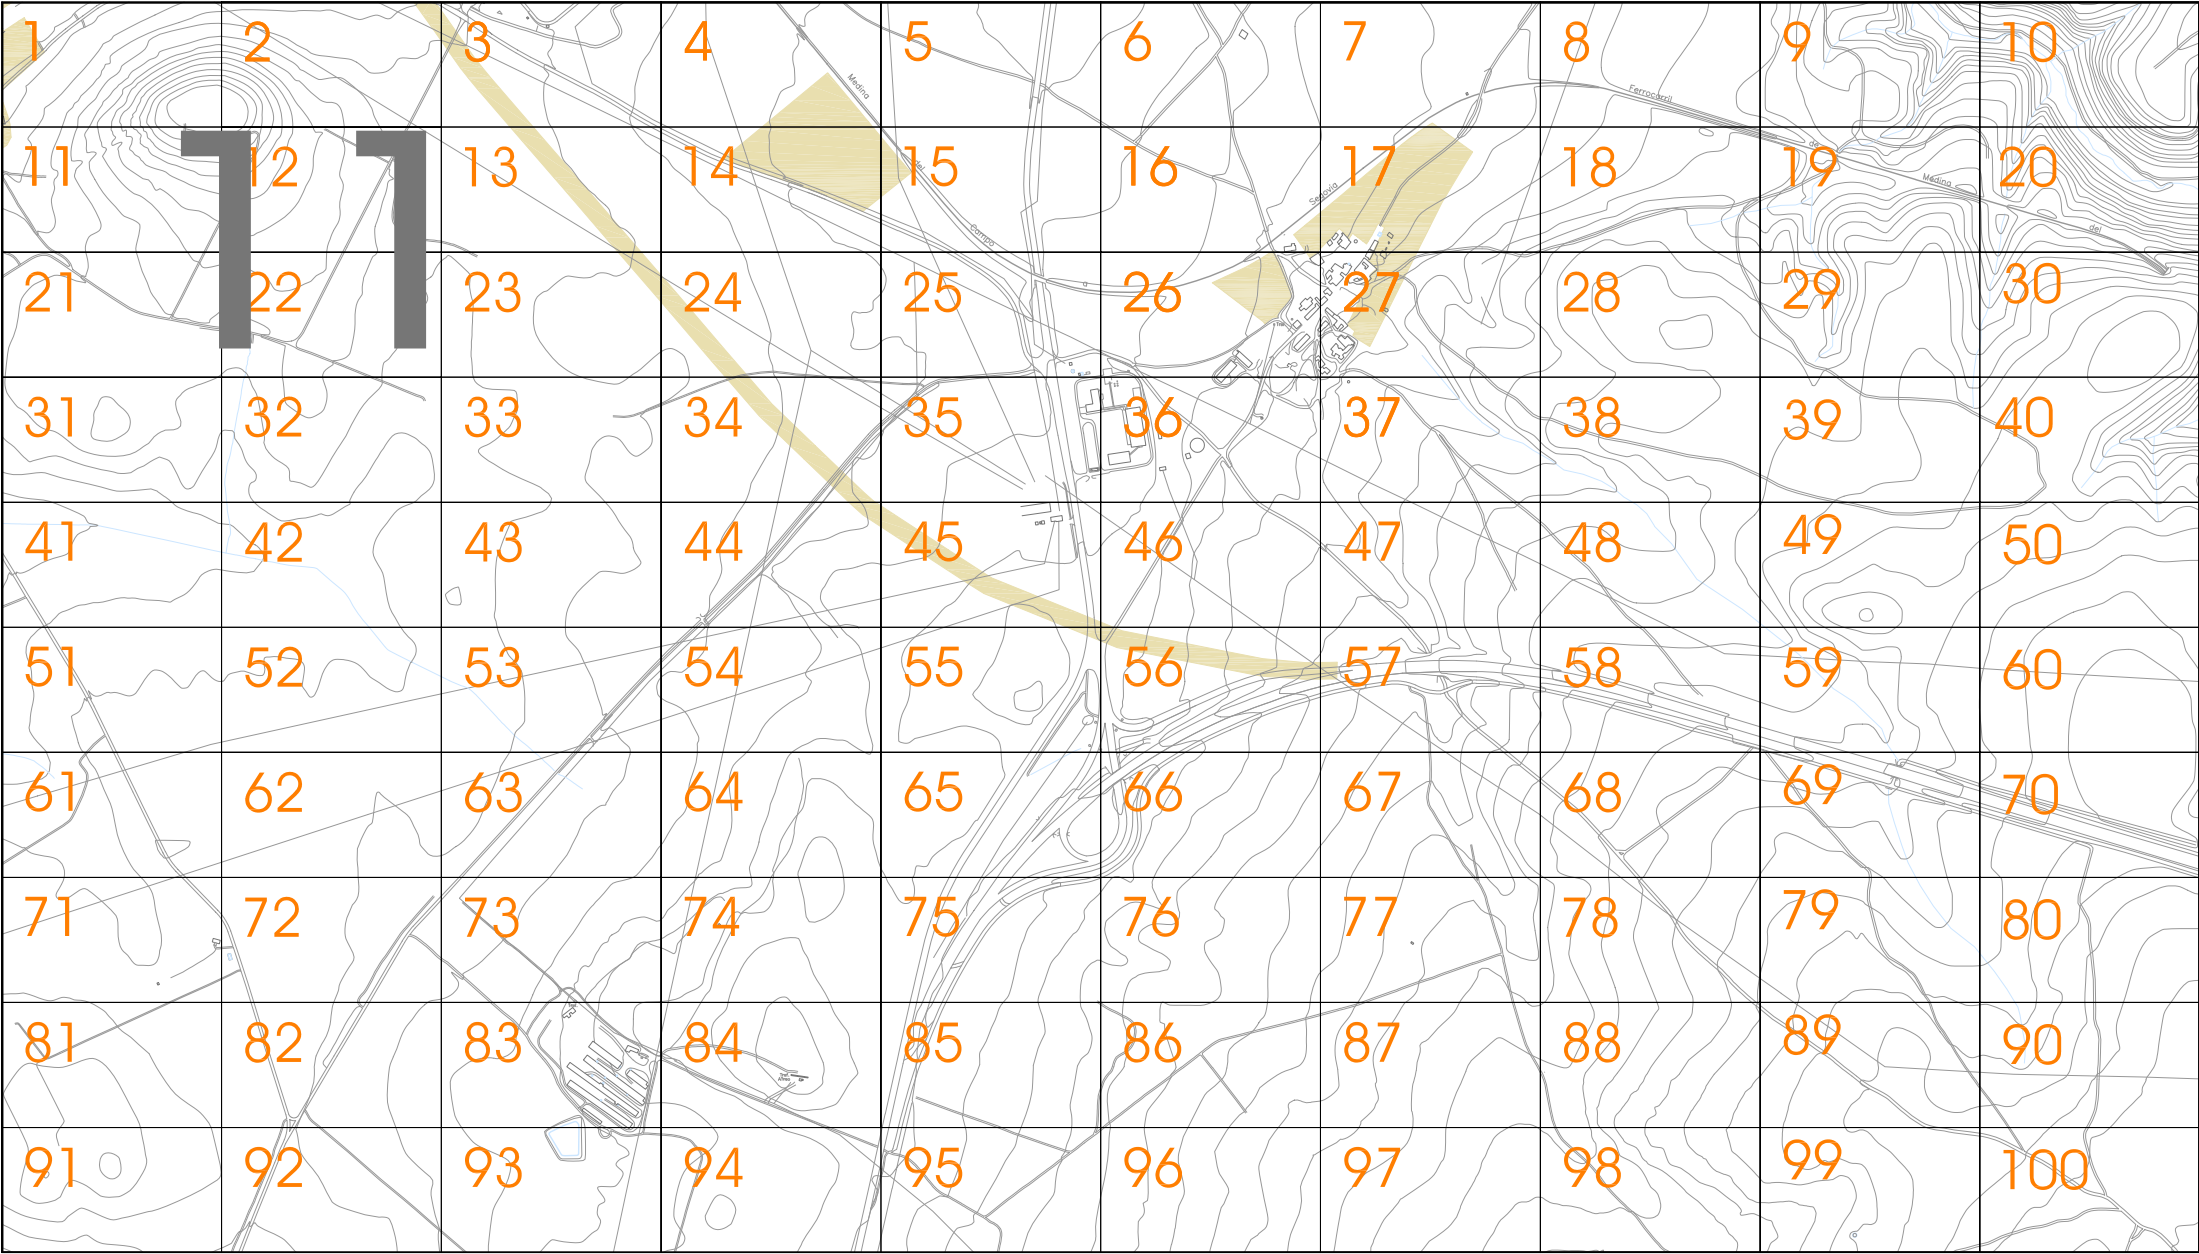 1 2 3 4 5 6 7 8 9 10
Medina
Ferrocarril
11
11 12 13 14 15 16 17 18 19 20
del
Segovia
de
Medina
Campo
del
21 22 23 24 25 26 27 28 29 30
31 32 33 34 35 36 37 38 39 40
41 42 43 44 45 46 47 48 49 50
51 52 53 54 55 56 57 58 59 60
61 62 63 64 65 66 67 68 69 70
71 72 73 74 75 76 77 78 79 80
81 82 83 84 85 86 87 88 89 90
91 92 93 94 95 96 97 98 99 100